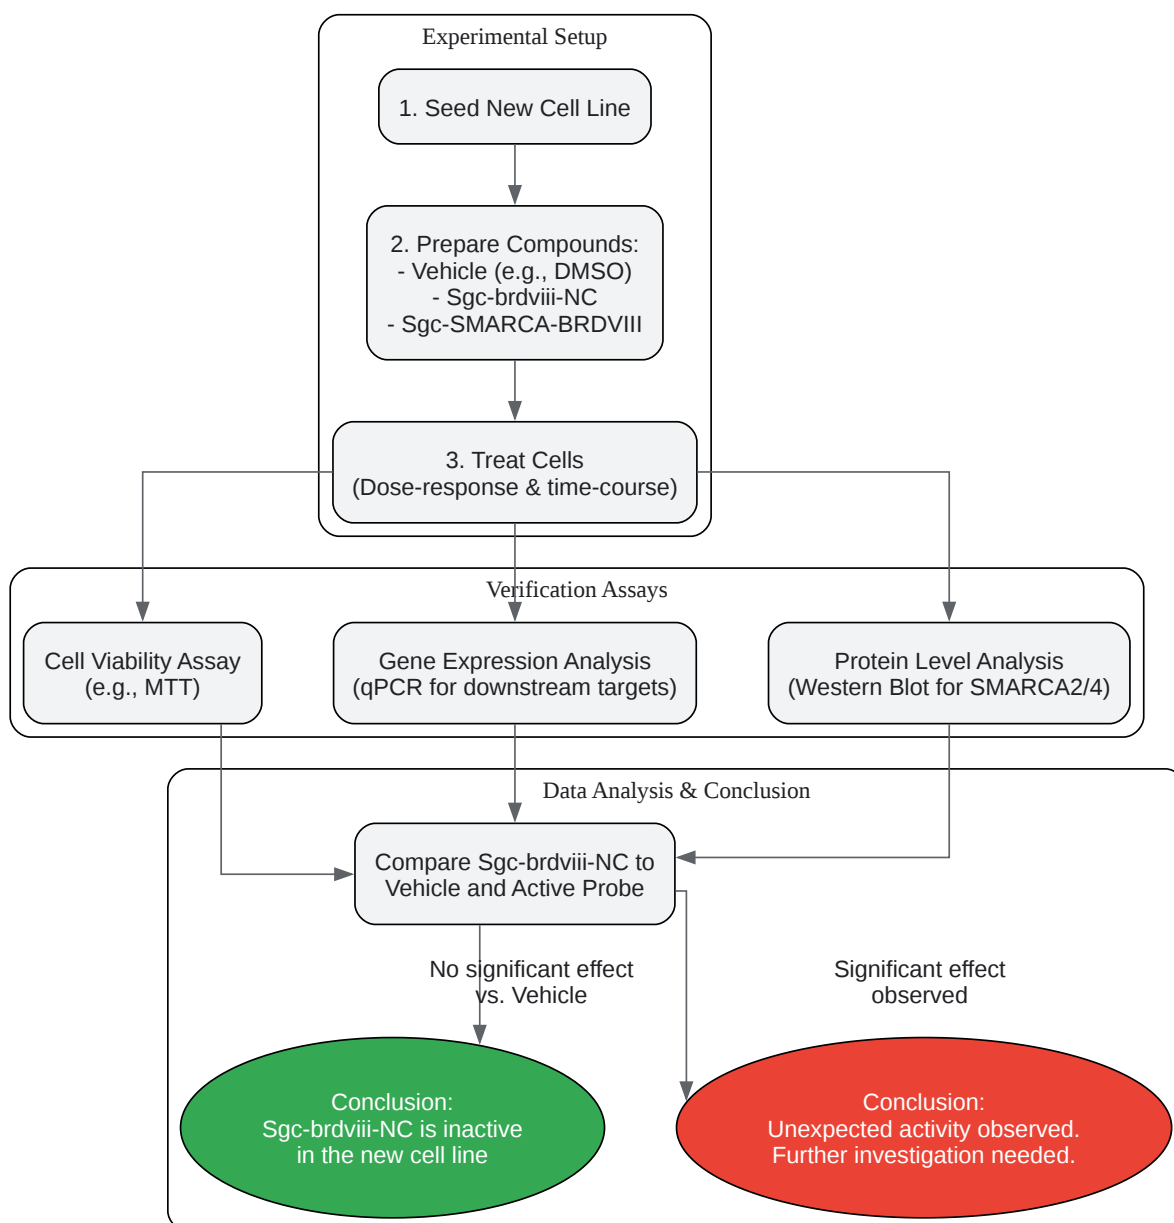 Experimental Setup
1. Seed New Cell Line
2. Prepare Compounds:
- Vehicle (e.g., DMSO)
- Sgc-brdviii-NC
- Sgc-SMARCA-BRDVIII
3. Treat Cells
(Dose-response & time-course)
Verification Assays
Cell Viability Assay
(e.g., MTT)
Gene Expression Analysis
(qPCR for downstream targets)
Protein Level Analysis
(Western Blot for SMARCA2/4)
Data Analysis & Conclusion
Compare Sgc-brdviii-NC to
Vehicle and Active Probe
No significant effect
vs. Vehicle
Significant effect
observed
Conclusion:
Sgc-brdviii-NC is inactive
in the new cell line
Conclusion:
Unexpected activity observed.
Further investigation needed.